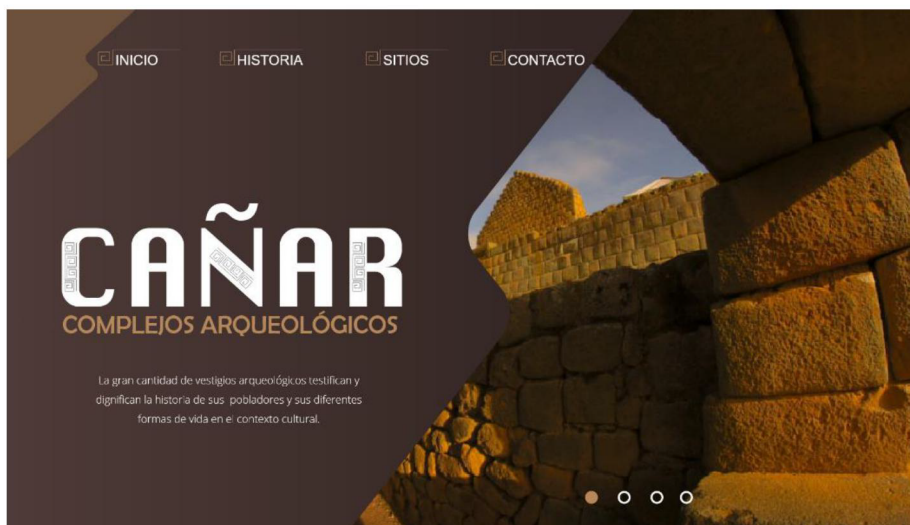 INICIO HISTORIA SITIOS CONTACTO
CAÑAR
COMPLEJOS ARQUEOLÓGICOS
La gran cantidad de vestigios arqueológicos testifican y
dignifican la historia de sus pobladores y sus diferentes
formas de vida en el contexto cultural.